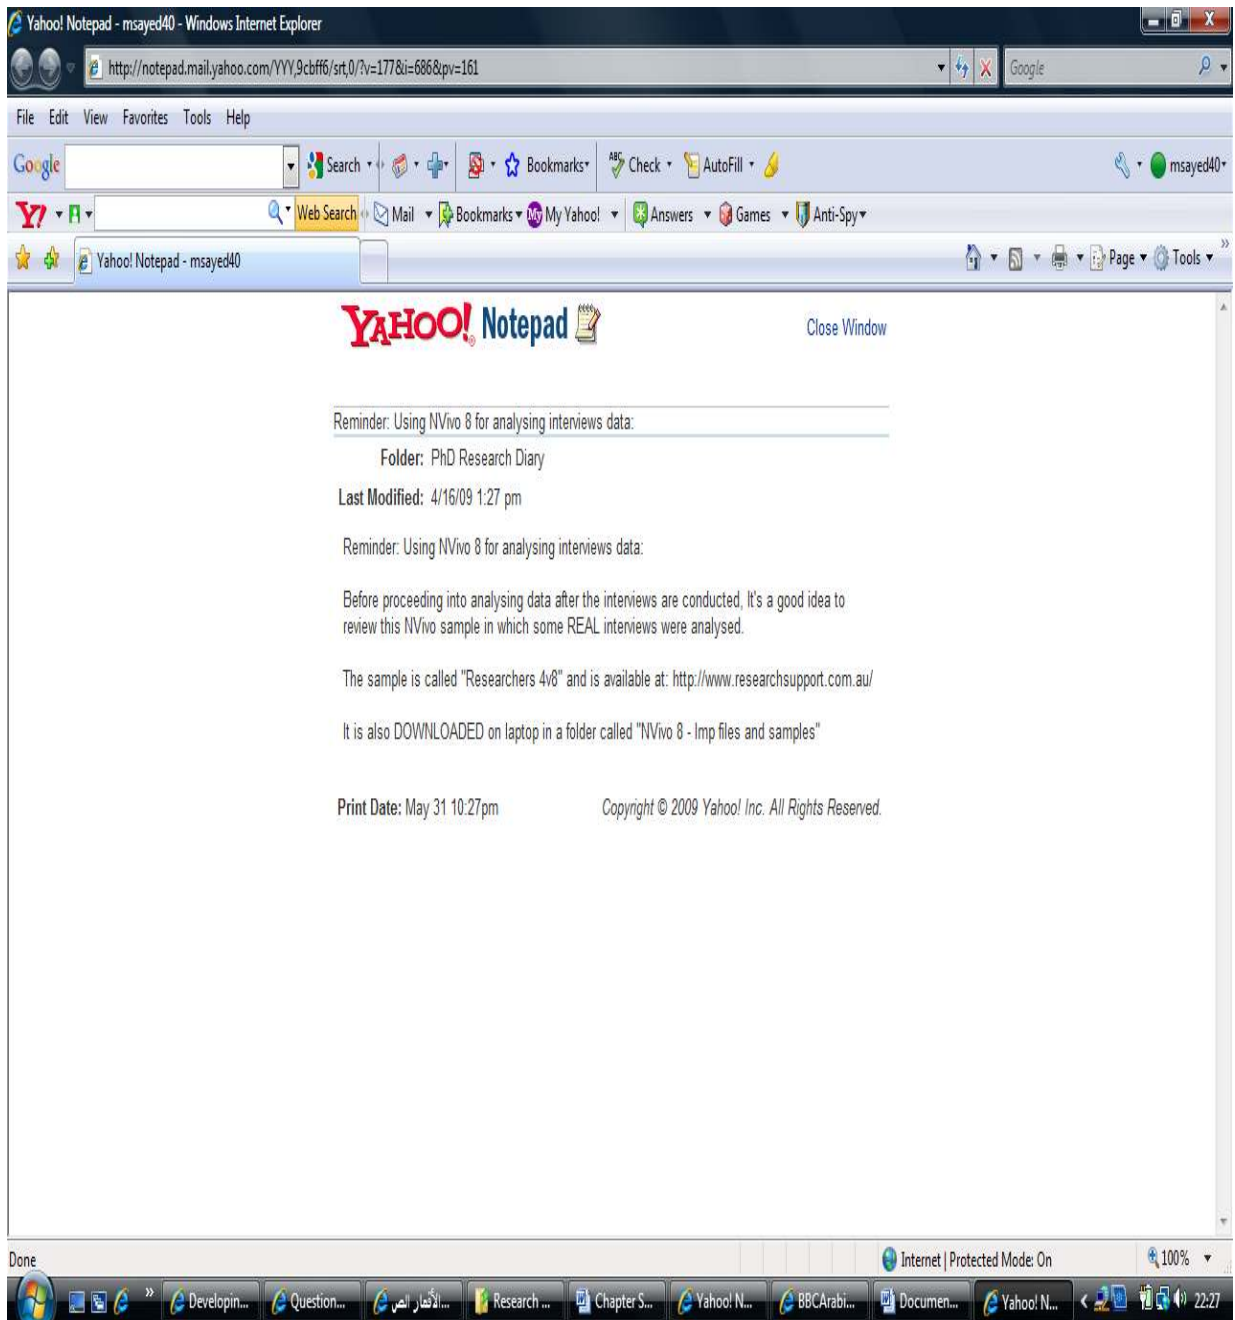 Yahoo! Notepad - msayed40 - Windows Internet Explorer
http://notepad.mail.yahoo.com/YYY,9cbff6/srt,0/?v=177&i=686&pv=161
Google
File Edit View Favorites Tools Help
Google Search Bookmarks Check AutoFill msayed40
Y! Web Search Mail Bookmarks My Yahoo! Answers Games Anti-Spy
Yahoo! Notepad - msayed40 Page Tools
YAHOO! Notepad Close Window
Reminder: Using NVivo 8 for analysing interviews data:
Folder: PhD Research Diary
Last Modified: 4/16/09 1:27 pm
Reminder: Using NVivo 8 for analysing interviews data:
Before proceeding into analysing data after the interviews are conducted, It's a good idea to
review this NVivo sample in which some REAL interviews were analysed.
The sample is called "Researchers 4v8" and is available at: http://www.researchsupport.com.au/
It is also DOWNLOADED on laptop in a folder called "NVivo 8 - Imp files and samples"
Print Date: May 31 10:27pm Copyright © 2009 Yahoo! Inc. All Rights Reserved.
Done Internet | Protected Mode: On 100%
Developin... Question... الأقمار الص... Research ... Chapter S... Yahoo! N... BBCArabi... Documen... Yahoo! N... 22:27